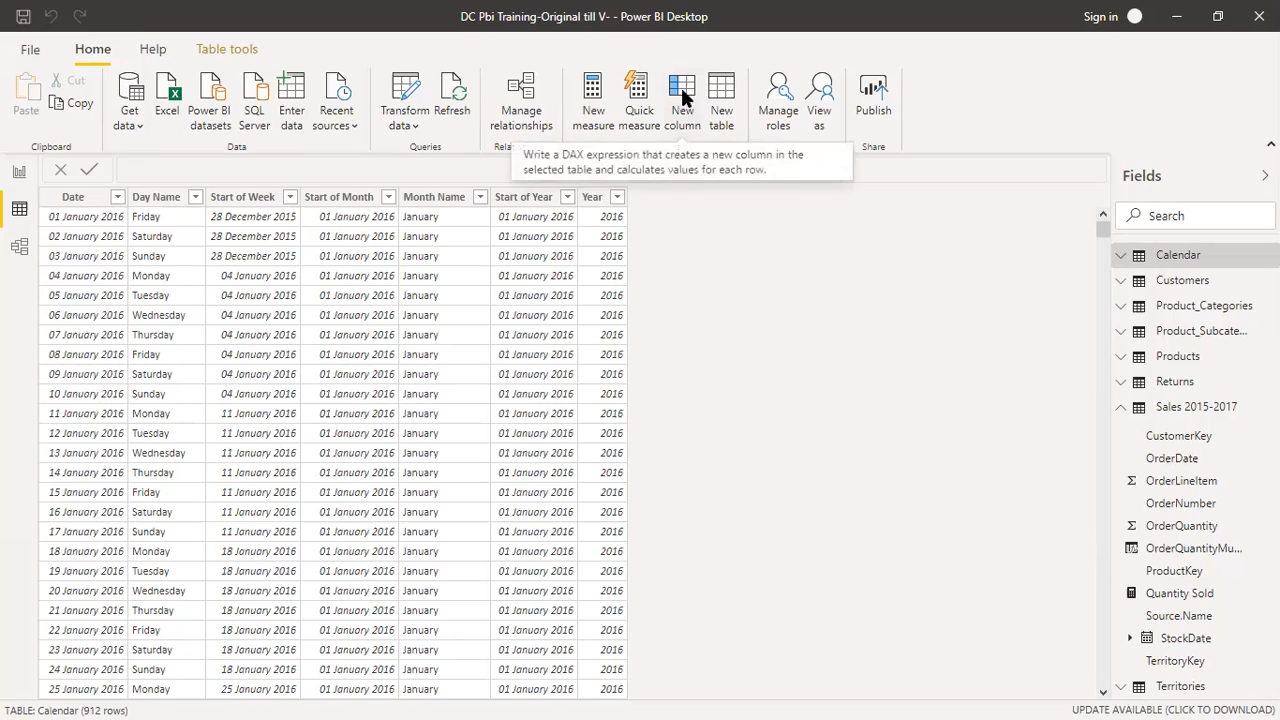 DC Pbi Training-Original till V- - Power BI Desktop
Sign in
File Home Help Table tools
Paste
Cut
Copy
Get data
Excel
Power BI datasets
SQL Server
Enter data
Recent sources
Transform data
Refresh
Manage relationships
New measure
Quick measure
New column
New table
Manage roles
View as
Publish
Clipboard
Data
Queries
Share
Write a DAX expression that creates a new column in the
selected table and calculates values for each row.
Date Day Name Start of Week Start of Month Month Name Start of Year Year
01 January 2016 Friday 28 December 2015 01 January 2016 January 01 January 2016 2016
02 January 2016 Saturday 28 December 2015 01 January 2016 January 01 January 2016 2016
03 January 2016 Sunday 28 December 2015 01 January 2016 January 01 January 2016 2016
04 January 2016 Monday 04 January 2016 01 January 2016 January 01 January 2016 2016
05 January 2016 Tuesday 04 January 2016 01 January 2016 January 01 January 2016 2016
06 January 2016 Wednesday 04 January 2016 01 January 2016 January 01 January 2016 2016
07 January 2016 Thursday 04 January 2016 01 January 2016 January 01 January 2016 2016
08 January 2016 Friday 04 January 2016 01 January 2016 January 01 January 2016 2016
09 January 2016 Saturday 04 January 2016 01 January 2016 January 01 January 2016 2016
10 January 2016 Sunday 04 January 2016 01 January 2016 January 01 January 2016 2016
11 January 2016 Monday 11 January 2016 01 January 2016 January 01 January 2016 2016
12 January 2016 Tuesday 11 January 2016 01 January 2016 January 01 January 2016 2016
13 January 2016 Wednesday 11 January 2016 01 January 2016 January 01 January 2016 2016
14 January 2016 Thursday 11 January 2016 01 January 2016 January 01 January 2016 2016
15 January 2016 Friday 11 January 2016 01 January 2016 January 01 January 2016 2016
16 January 2016 Saturday 11 January 2016 01 January 2016 January 01 January 2016 2016
17 January 2016 Sunday 11 January 2016 01 January 2016 January 01 January 2016 2016
18 January 2016 Monday 18 January 2016 01 January 2016 January 01 January 2016 2016
19 January 2016 Tuesday 18 January 2016 01 January 2016 January 01 January 2016 2016
20 January 2016 Wednesday 18 January 2016 01 January 2016 January 01 January 2016 2016
21 January 2016 Thursday 18 January 2016 01 January 2016 January 01 January 2016 2016
22 January 2016 Friday 18 January 2016 01 January 2016 January 01 January 2016 2016
23 January 2016 Saturday 18 January 2016 01 January 2016 January 01 January 2016 2016
24 January 2016 Sunday 18 January 2016 01 January 2016 January 01 January 2016 2016
25 January 2016 Monday 25 January 2016 01 January 2016 January 01 January 2016 2016
Fields
Search
Calendar
Customers
Product_Categories
Product_Subcate...
Products
Returns
Sales 2015-2017
CustomerKey
OrderDate
OrderLineItem
OrderNumber
OrderQuantity
OrderQuantityMu...
ProductKey
Quantity Sold
Source.Name
StockDate
TerritoryKey
Territories
TABLE: Calendar (912 rows)
UPDATE AVAILABLE (CLICK TO DOWNLOAD)